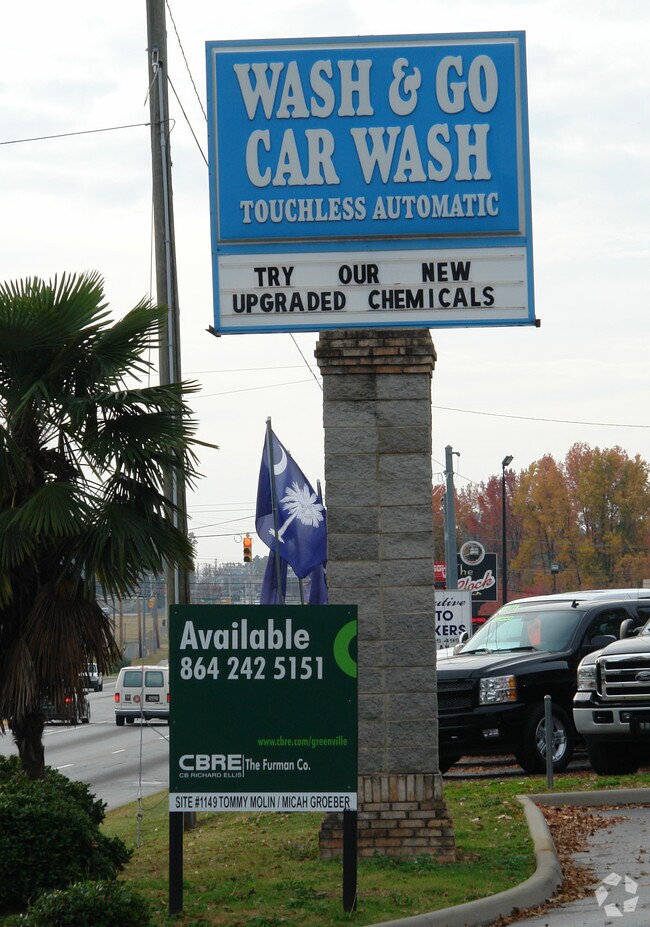 WASH & GO
CAR WASH
TOUCHLESS AUTOMATIC
TRY OUR NEW
UPGRADED CHEMICALS
Available
864 242 5151
www.cbre.com/greenville
CBRE The Furman Co.
CB RICHARD ELLIS
SITE #1149 TOMMY MOLIN / MICAH GROEBER